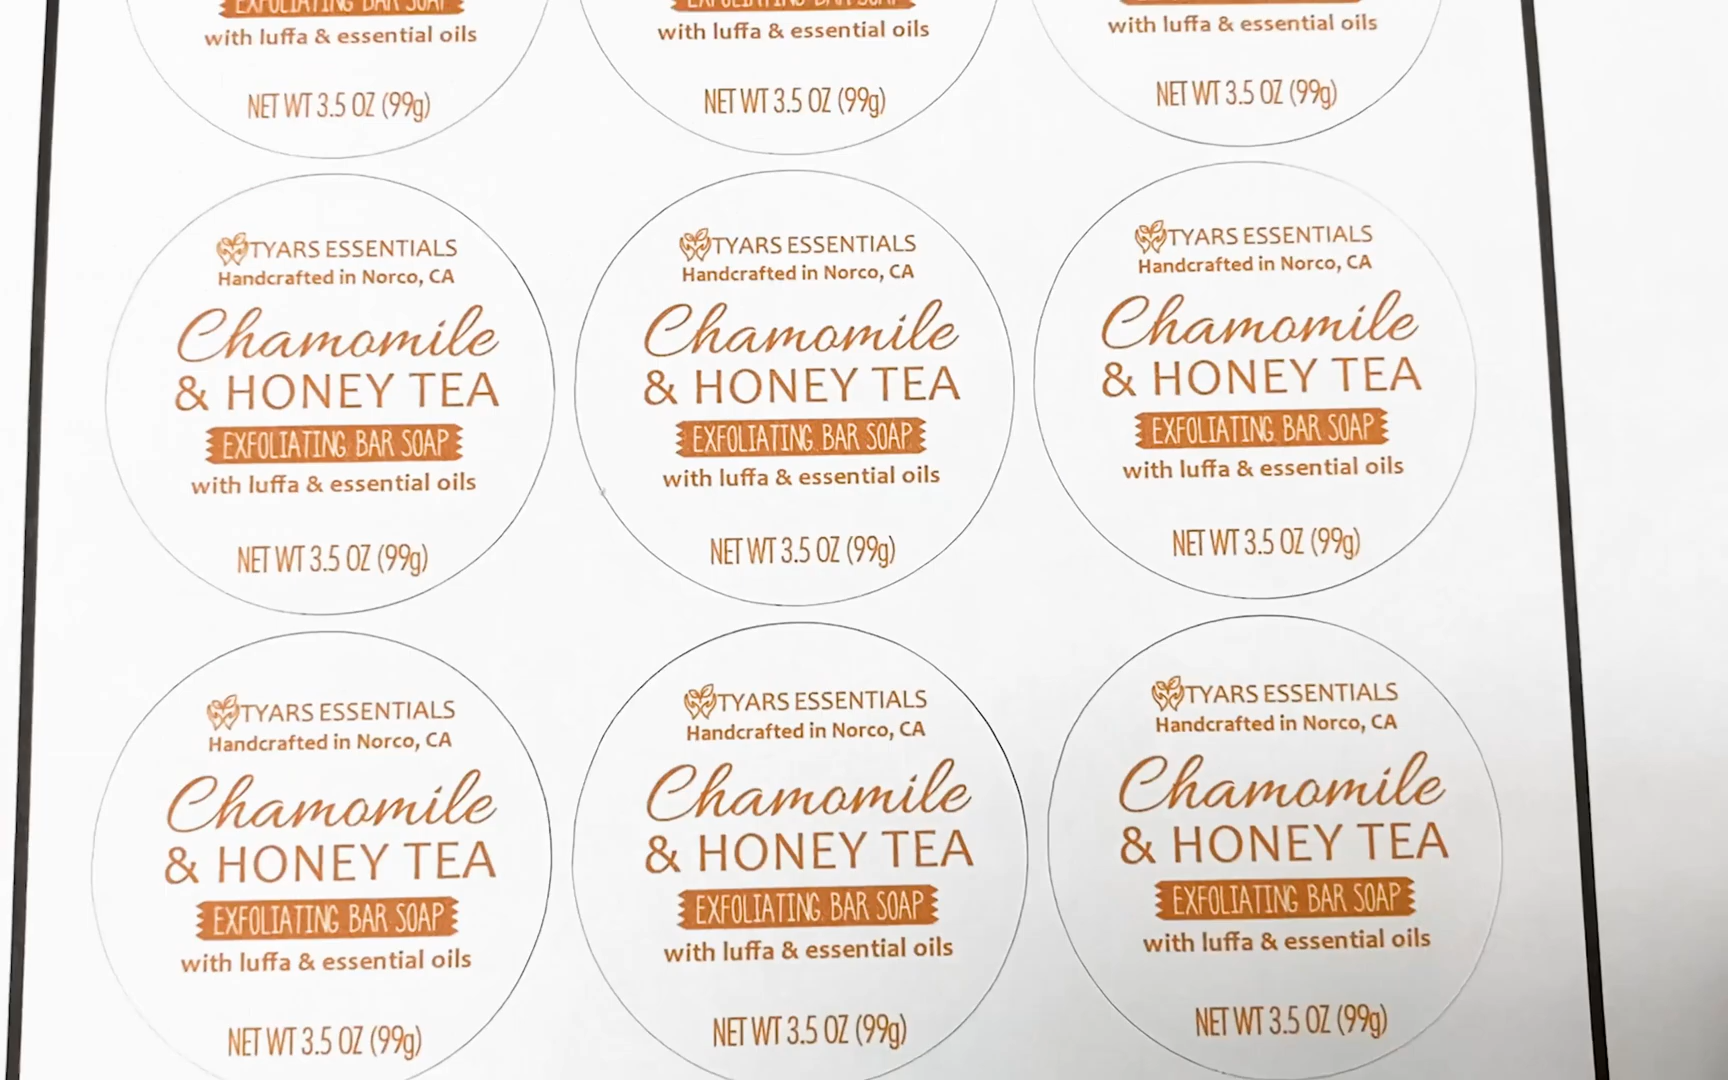 EXFOLIATING BAR SOAP
with luffa & essential oils
NET WT 3.5 OZ (99g)
EXFOLIATING BAR SOAP
with luffa & essential oils
NET WT 3.5 OZ (99g)
with luffa & essential oils
NET WT 3.5 OZ (99g)
TYARS ESSENTIALS
Handcrafted in Norco, CA
Chamomile
& HONEY TEA
EXFOLIATING BAR SOAP
with luffa & essential oils
NET WT 3.5 OZ (99g)
TYARS ESSENTIALS
Handcrafted in Norco, CA
Chamomile
& HONEY TEA
EXFOLIATING BAR SOAP
with luffa & essential oils
NET WT 3.5 OZ (99g)
TYARS ESSENTIALS
Handcrafted in Norco, CA
Chamomile
& HONEY TEA
EXFOLIATING BAR SOAP
with luffa & essential oils
NET WT 3.5 OZ (99g)
TYARS ESSENTIALS
Handcrafted in Norco, CA
Chamomile
& HONEY TEA
EXFOLIATING BAR SOAP
with luffa & essential oils
NET WT 3.5 OZ (99g)
TYARS ESSENTIALS
Handcrafted in Norco, CA
Chamomile
& HONEY TEA
EXFOLIATING BAR SOAP
with luffa & essential oils
NET WT 3.5 OZ (99g)
TYARS ESSENTIALS
Handcrafted in Norco, CA
Chamomile
& HONEY TEA
EXFOLIATING BAR SOAP
with luffa & essential oils
NET WT 3.5 OZ (99g)